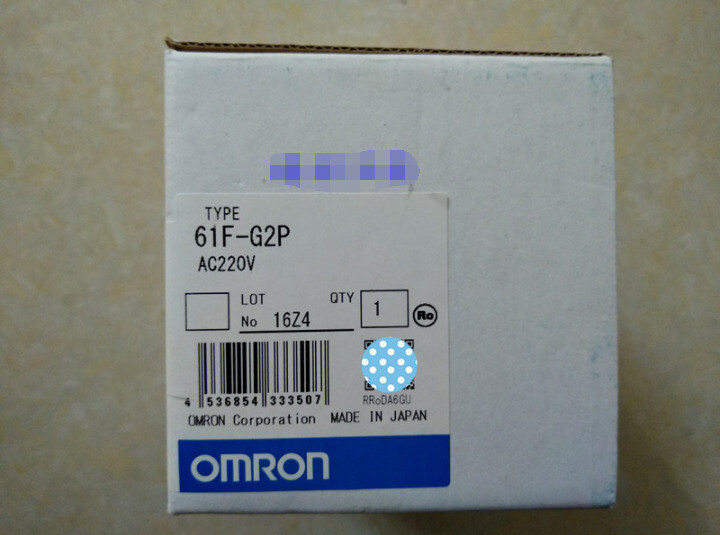 TYPE
61F-G2P
AC220V
LOT QTY
No 16Z4 1 Ro
4 536854 333507
RRoDA6GU
OMRON Corporation MADE IN JAPAN
OMRON